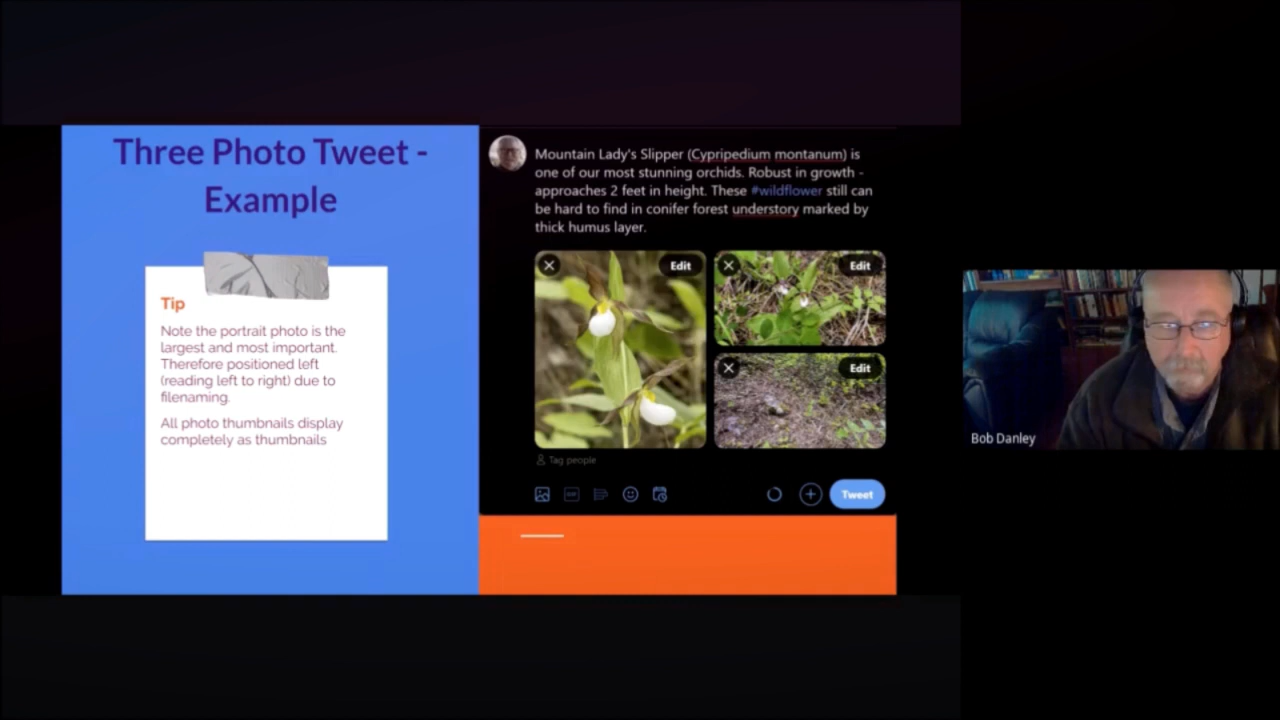 Three Photo Tweet -
Example
Tip
Note the portrait photo is the
largest and most important.
Therefore positioned left
(reading left to right) due to
filenaming.
All photo thumbnails display
completely as thumbnails
Mountain Lady's Slipper (Cypripedium montanum) is
one of our most stunning orchids. Robust in growth -
approaches 2 feet in height. These #wildflower still can
be hard to find in conifer forest understory marked by
thick humus layer.
Edit
Edit
Edit
Tag people
GIF
Tweet
Bob Danley